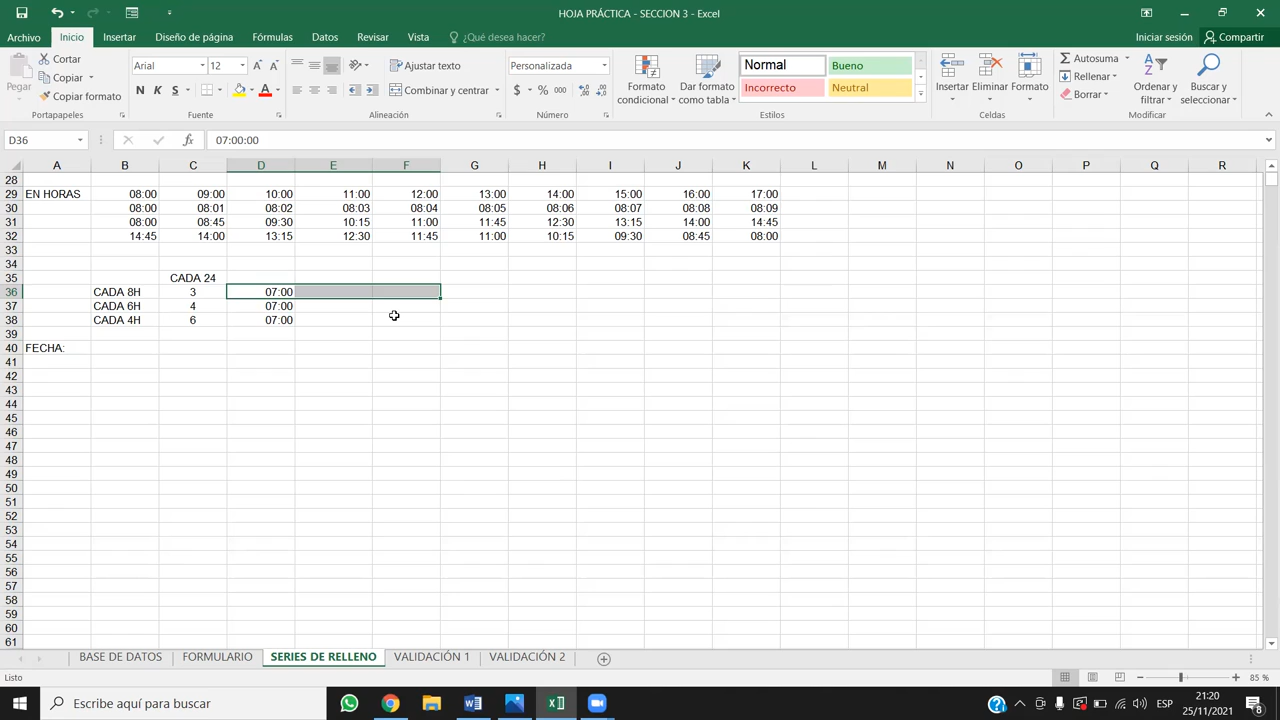 HOJA PRÁCTICA - SECCION 3 - Excel
Archivo Inicio Insertar Diseño de página Fórmulas Datos Revisar Vista ¿Qué desea hacer? Iniciar sesión Compartir
Pegar Cortar
Copiar
Copiar formato
Portapapeles
Arial 12
N K S
Fuente
Ajustar texto
Combinar y centrar
Alineación
Personalizada
$ % 000
Número
Formato condicional
Dar formato como tabla
Normal Bueno
Incorrecto Neutral
Estilos
Insertar Eliminar Formato
Celdas
Autosuma
Rellenar
Borrar
Ordenar y filtrar
Buscar y seleccionar
Modificar
D36 fx 07:00:00
A B C D E F G H I J K L M N O P Q R
28
29 EN HORAS 08:00 09:00 10:00 11:00 12:00 13:00 14:00 15:00 16:00 17:00
30 08:00 08:01 08:02 08:03 08:04 08:05 08:06 08:07 08:08 08:09
31 08:00 08:45 09:30 10:15 11:00 11:45 12:30 13:15 14:00 14:45
32 14:45 14:00 13:15 12:30 11:45 11:00 10:15 09:30 08:45 08:00
33
34
35 CADA 24
36 CADA 8H 3 07:00
37 CADA 6H 4 07:00
38 CADA 4H 6 07:00
39
40 FECHA:
41
42
43
44
45
46
47
48
49
50
51
52
53
54
55
56
57
58
59
60
61
BASE DE DATOS FORMULARIO SERIES DE RELLENO VALIDACIÓN 1 VALIDACIÓN 2
Listo 85 %
Escribe aquí para buscar ESP 21:20
25/11/2021 8